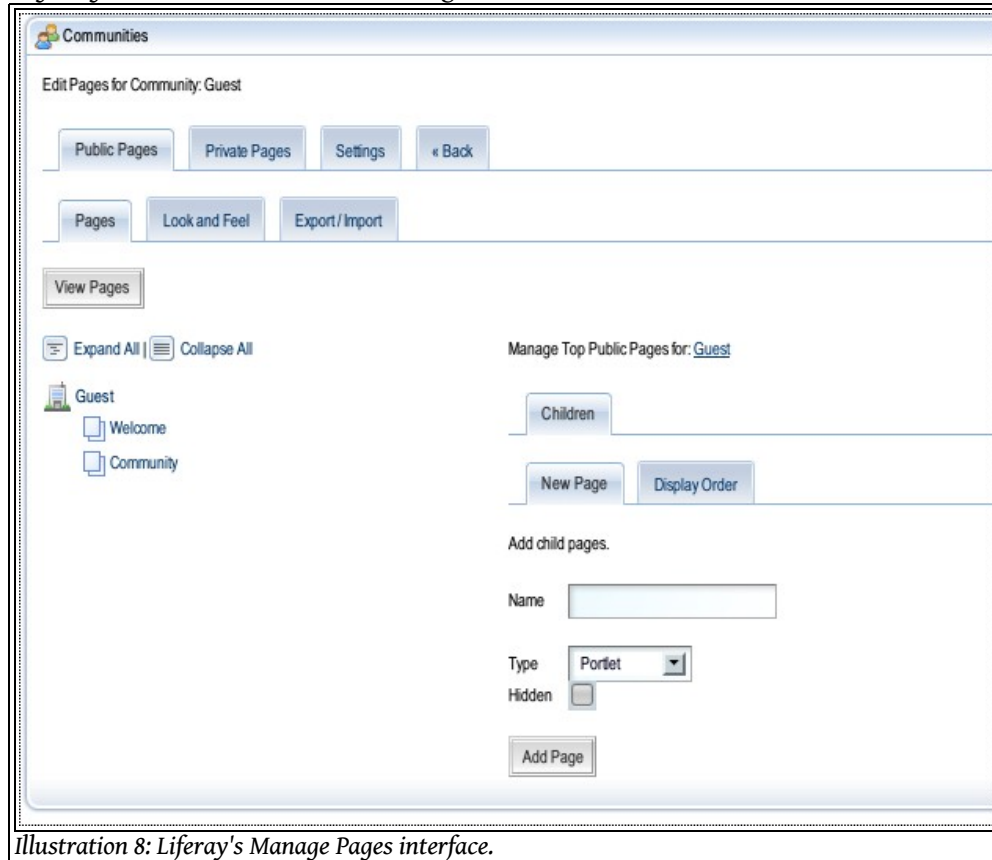 Communities
Edit Pages for Community: Guest
Public Pages Private Pages Settings « Back
Pages Look and Feel Export / Import
View Pages
Expand All | Collapse All
Manage Top Public Pages for: Guest
Guest
Welcome
Community
Children
New Page Display Order
Add child pages.
Name
Type Portlet
Hidden
Add Page
Illustration 8: Liferay's Manage Pages interface.